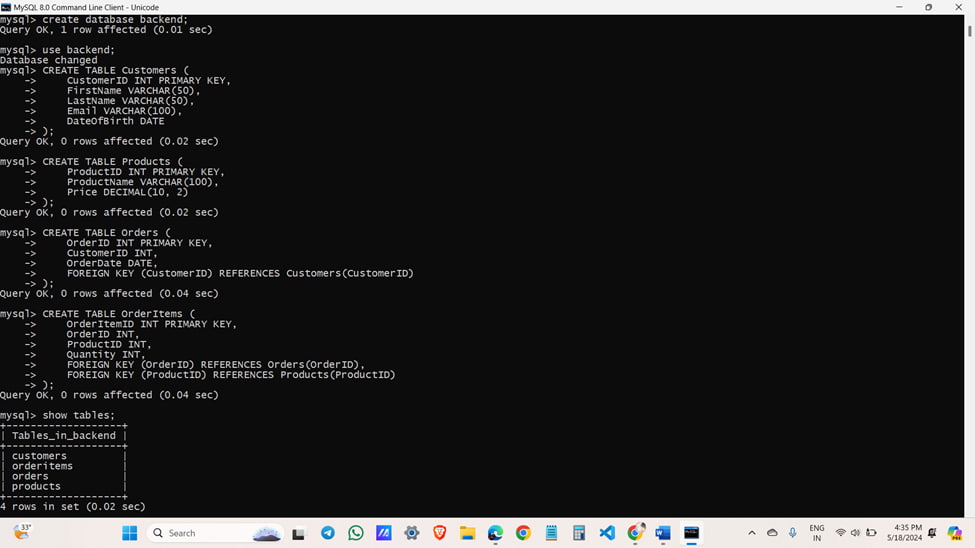 MySQL 8.0 Command Line Client - Unicode
mysql> create database backend;
Query OK, 1 row affected (0.01 sec)
mysql> use backend;
Database changed
mysql> CREATE TABLE Customers (
    ->     CustomerID INT PRIMARY KEY,
    ->     FirstName VARCHAR(50),
    ->     LastName VARCHAR(50),
    ->     Email VARCHAR(100),
    ->     DateOfBirth DATE
    -> );
Query OK, 0 rows affected (0.02 sec)
mysql> CREATE TABLE Products (
    ->     ProductID INT PRIMARY KEY,
    ->     ProductName VARCHAR(100),
    ->     Price DECIMAL(10, 2)
    -> );
Query OK, 0 rows affected (0.02 sec)
mysql> CREATE TABLE Orders (
    ->     OrderID INT PRIMARY KEY,
    ->     CustomerID INT,
    ->     OrderDate DATE,
    ->     FOREIGN KEY (CustomerID) REFERENCES Customers(CustomerID)
    -> );
Query OK, 0 rows affected (0.04 sec)
mysql> CREATE TABLE OrderItems (
    ->     OrderItemID INT PRIMARY KEY,
    ->     OrderID INT,
    ->     ProductID INT,
    ->     Quantity INT,
    ->     FOREIGN KEY (OrderID) REFERENCES Orders(OrderID),
    ->     FOREIGN KEY (ProductID) REFERENCES Products(ProductID)
    -> );
Query OK, 0 rows affected (0.04 sec)
mysql> show tables;
+-------------------+
| Tables_in_backend |
+-------------------+
| customers         |
| orderitems        |
| orders            |
| products          |
+-------------------+
4 rows in set (0.02 sec)
33°
Search
ENG
IN
4:35 PM
5/18/2024